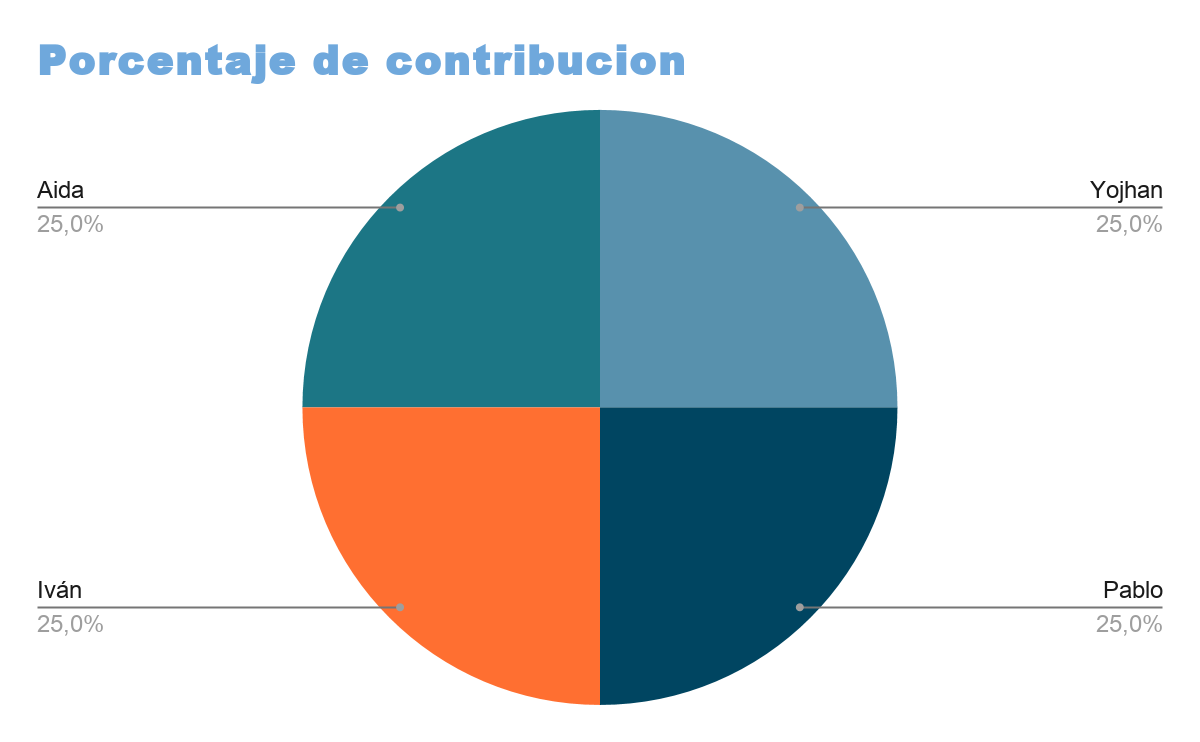 Porcentaje de contribucion
Aida
25,0%
Yojhan
25,0%
Iván
25,0%
Pablo
25,0%